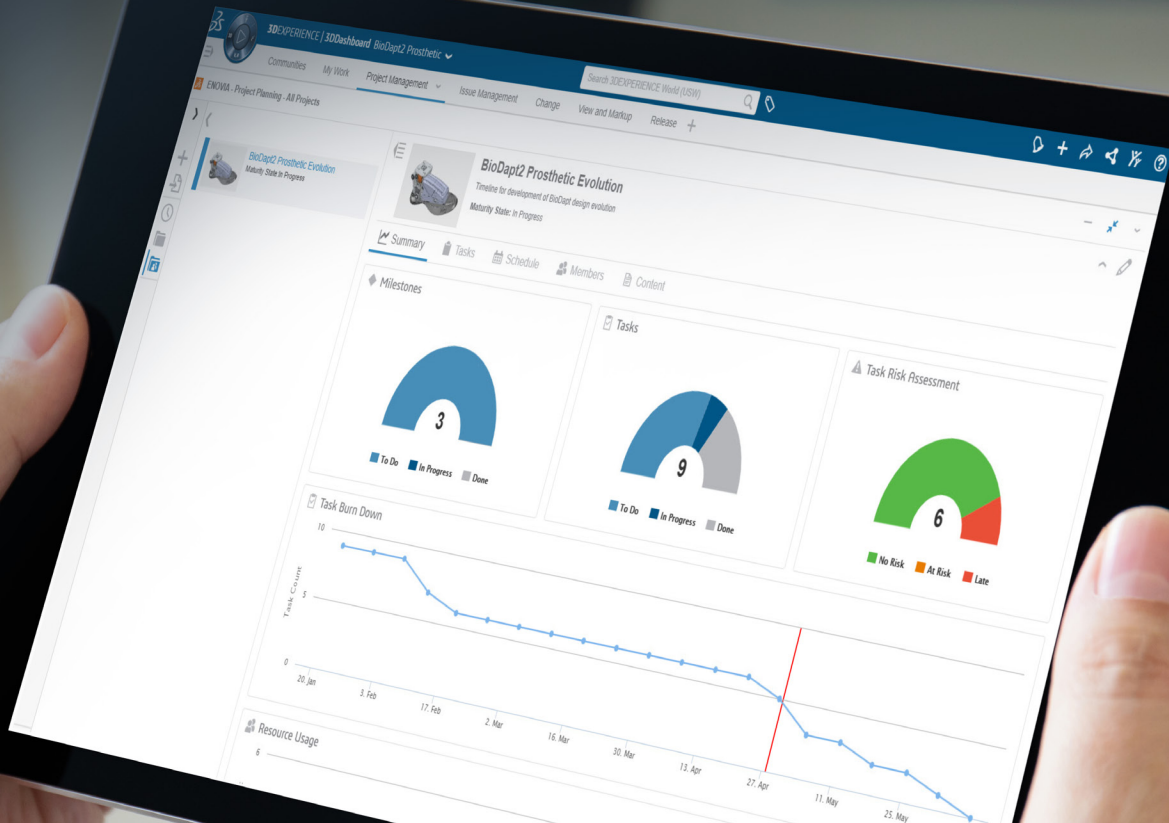 3DEXPERIENCE | 3DDashboard BioDapt2 Prosthetic
Search 3DEXPERIENCE World (USW)
Communities My Work Project Management Issue Management Change View and Markup Release
ENOVIA - Project Planning - All Projects
BioDapt2 Prosthetic Evolution
Maturity State:In Progress
BioDapt2 Prosthetic Evolution
Timeline for development of BioDapt design evolution
Maturity State: In Progress
Summary Tasks Schedule Members Content
Milestones
3
To Do In Progress Done
Tasks
9
To Do In Progress Done
Task Risk Assessment
6
No Risk At Risk Late
Task Burn Down
Task Count
10
5
0
20. Jan 3. Feb 17. Feb 2. Mar 16. Mar 30. Mar 13. Apr 27. Apr 11. May 25. May
Resource Usage
6